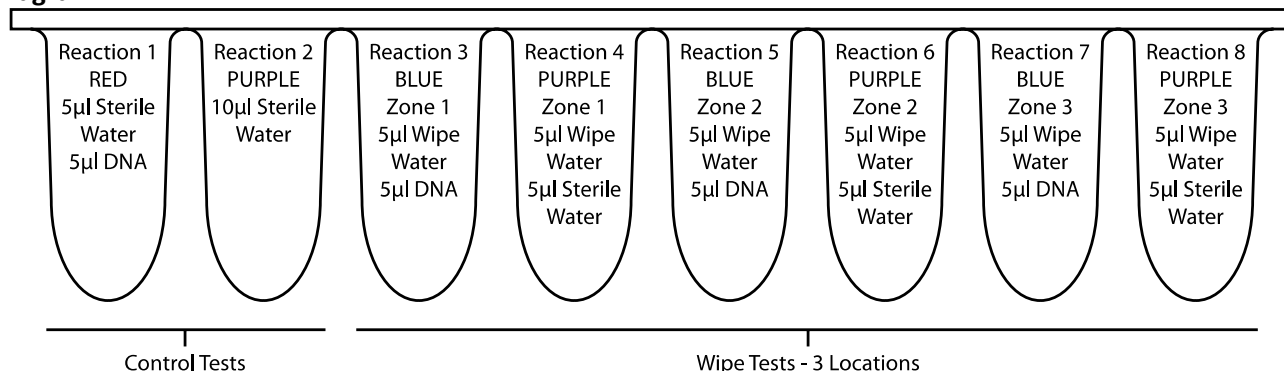 Reaction 1
RED
5µl Sterile
Water
5µl DNA
Reaction 2
PURPLE
10µl Sterile
Water
Reaction 3
BLUE
Zone 1
5µl Wipe
Water
5µl DNA
Reaction 4
PURPLE
Zone 1
5µl Wipe
Water
5µl Sterile
Water
Reaction 5
BLUE
Zone 2
5µl Wipe
Water
5µl DNA
Reaction 6
PURPLE
Zone 2
5µl Wipe
Water
5µl Sterile
Water
Reaction 7
BLUE
Zone 3
5µl Wipe
Water
5µl DNA
Reaction 8
PURPLE
Zone 3
5µl Wipe
Water
5µl Sterile
Water
Control Tests
Wipe Tests - 3 Locations